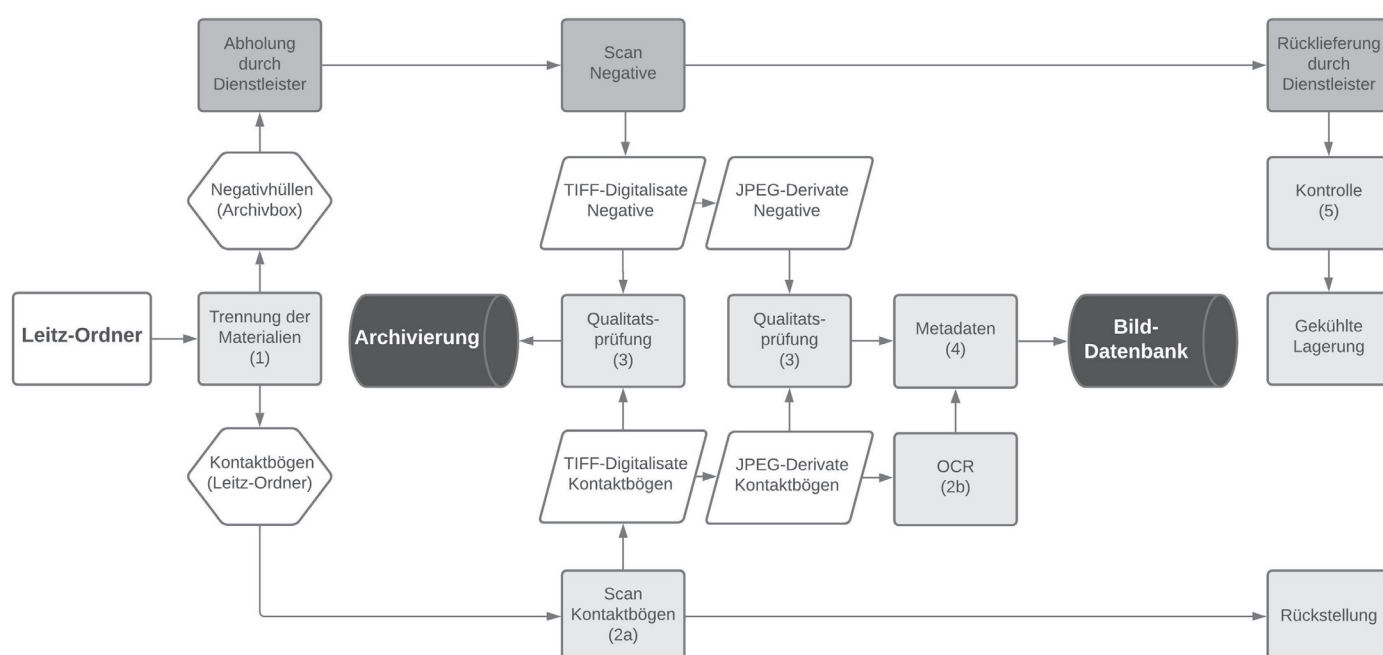 Abholung
durch
Dienstleister
Scan
Negative
Rücklieferung
durch
Dienstleister
Negativhüllen
(Archivbox)
TIFF-Digitalisate
Negative
JPEG-Derivate
Negative
Kontrolle
(5)
Leitz-Ordner
Trennung der
Materialien
(1)
Archivierung
Qualitats-
prüfung
(3)
Qualitats-
prüfung
(3)
Metadaten
(4)
Bild-
Datenbank
Gekühlte
Lagerung
Kontaktbögen
(Leitz-Ordner)
TIFF-Digitalisate
Kontaktbögen
JPEG-Derivate
Kontaktbögen
OCR
(2b)
Scan
Kontaktbögen
(2a)
Rückstellung